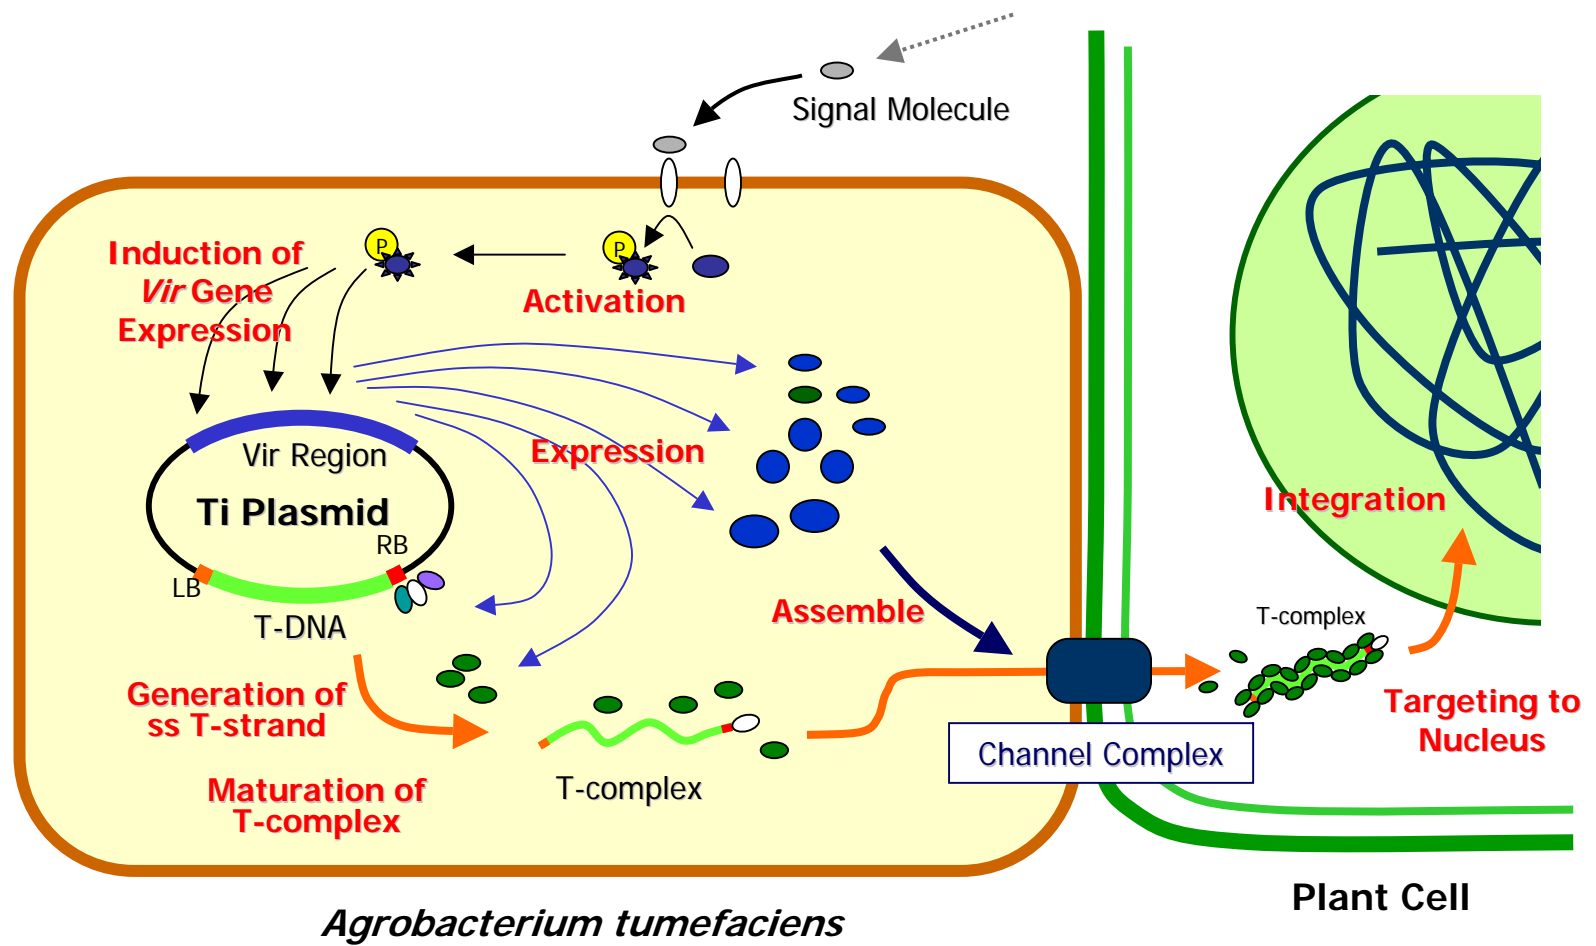 Signal Molecule
P
P
Induction of
Vir Gene
Expression
Activation
Vir Region
Expression
Ti Plasmid
RB
LB
T-DNA
Integration
Assemble
T-complex
Generation of
ss T-strand
Targeting to
Nucleus
Channel Complex
Maturation of
T-complex
T-complex
Plant Cell
Agrobacterium tumefaciens